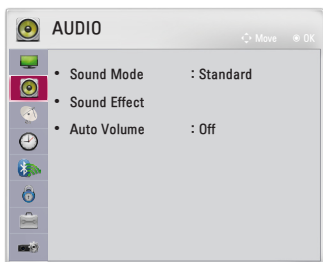 AUDIO
Move OK
• Sound Mode : Standard
• Sound Effect
• Auto Volume : Off